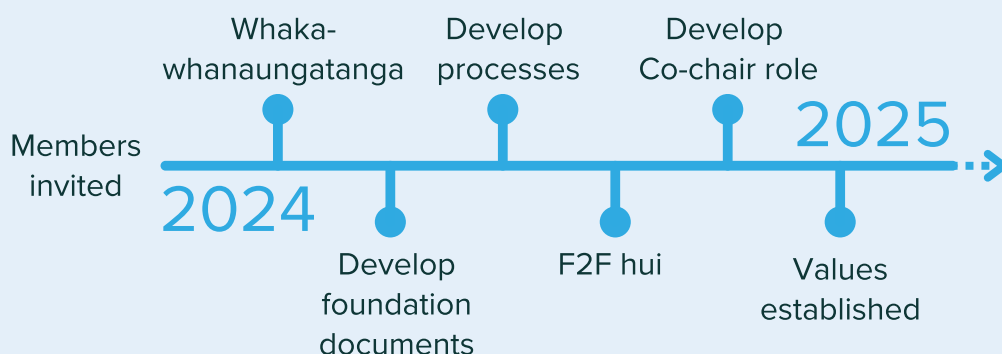 Members
invited
2024
Whaka-
whanaungatanga
Develop
foundation
documents
Develop
processes
F2F hui
Develop
Co-chair role
2025
Values
established